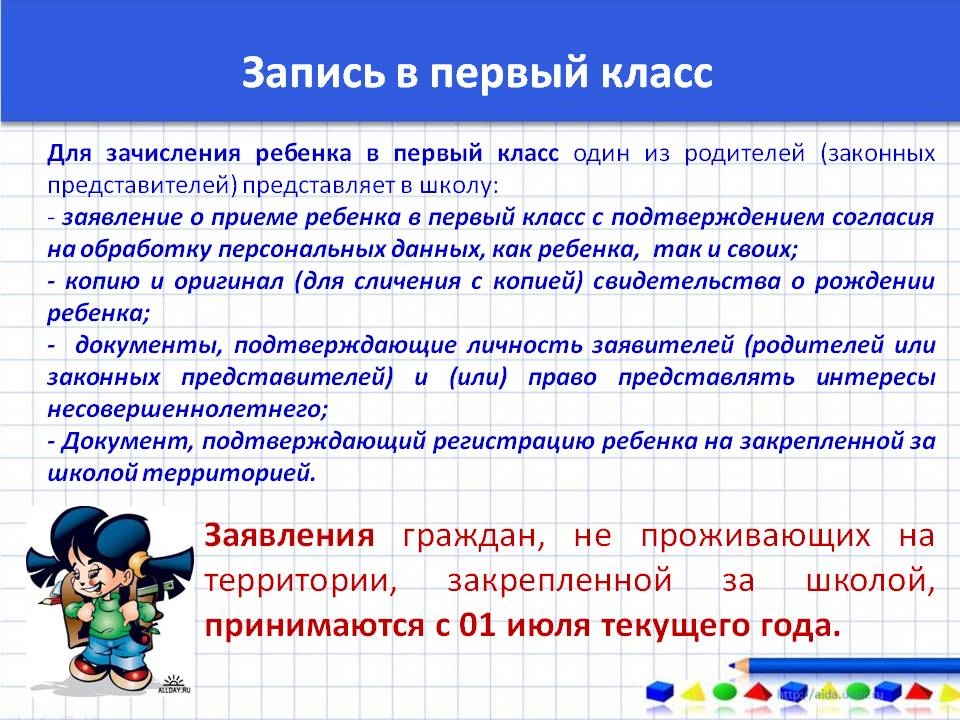 Запись в первый класс
Для зачисления ребенка в первый класс один из родителей (законных
представителей) представляет в школу:
- заявление о приеме ребенка в первый класс с подтверждением согласия
на обработку персональных данных, как ребенка, так и своих;
- копию и оригинал (для сличения с копией) свидетельства о рождении
ребенка;
- документы, подтверждающие личность заявителей (родителей или
законных представителей) и (или) право представлять интересы
несовершеннолетнего;
- Документ, подтверждающий регистрацию ребенка на закрепленной за
школой территорией.
Заявления граждан, не проживающих на
территории, закрепленной за школой,
принимаются с 01 июля текущего года.
ALLDAY.RU